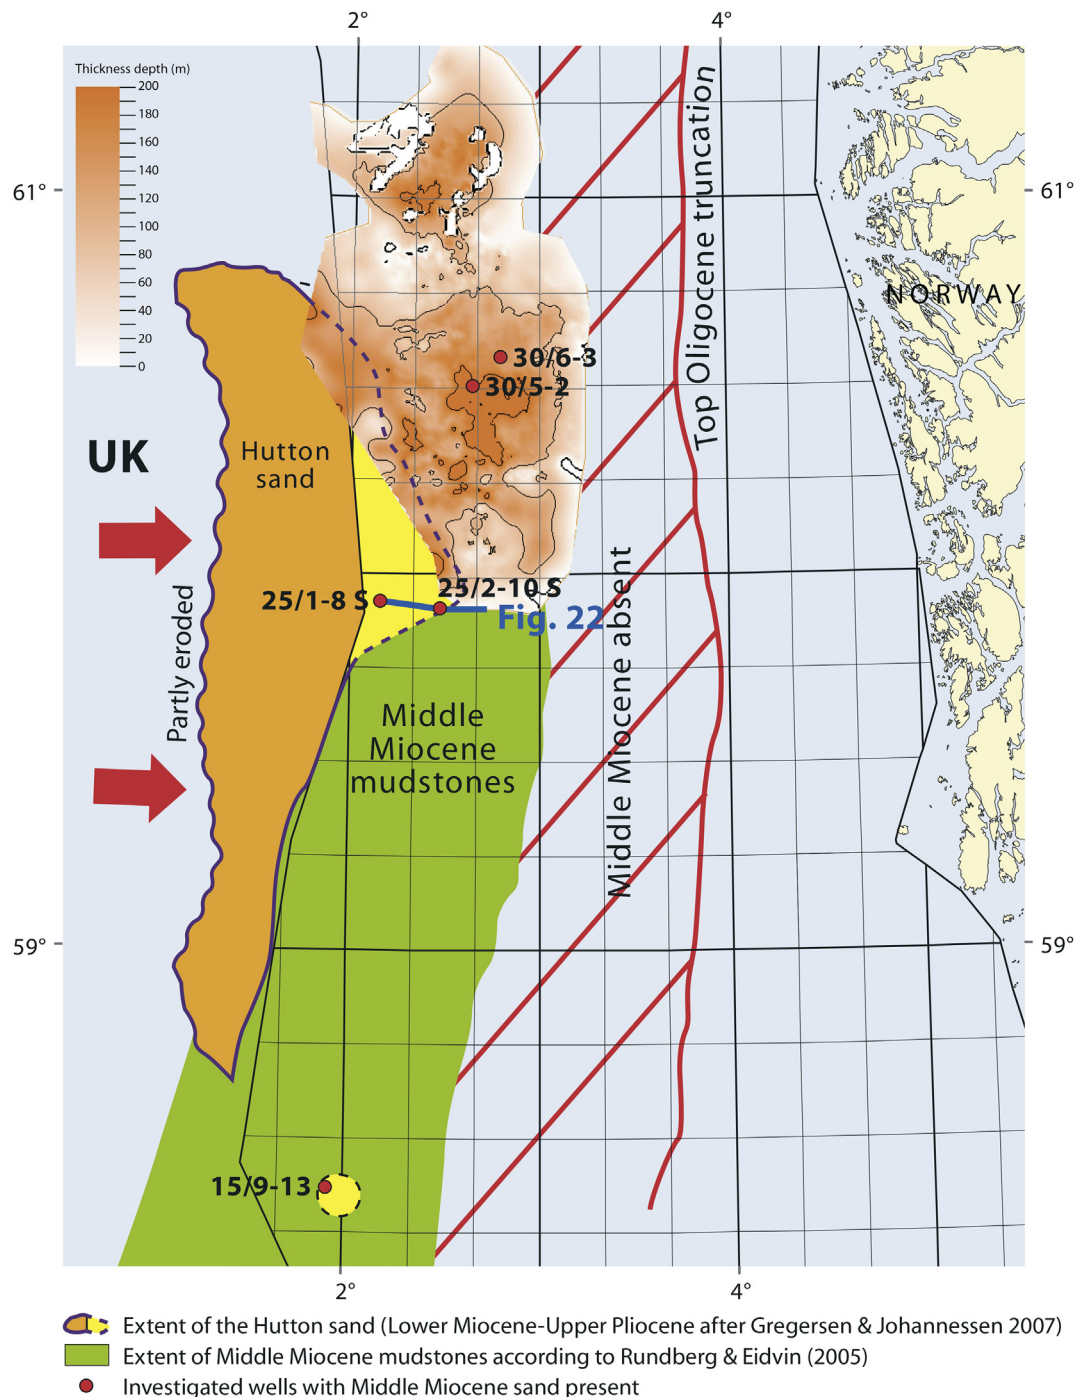 2°
4°
Thickness depth (m)
200
180
160
140
120
100
80
60
40
20
0
61°
61°
Top Oligocene truncation
NORWAY
30/6-3
30/5-2
UK
Hutton
sand
25/2-10 S
25/1-8 S
Fig. 22
Middle Miocene absent
Partly eroded
Middle
Miocene
mudstones
59°
59°
15/9-13
2°
4°
Extent of the Hutton sand (Lower Miocene-Upper Pliocene after Gregersen & Johannessen 2007)
Extent of Middle Miocene mudstones according to Rundberg & Eidvin (2005)
Investigated wells with Middle Miocene sand present